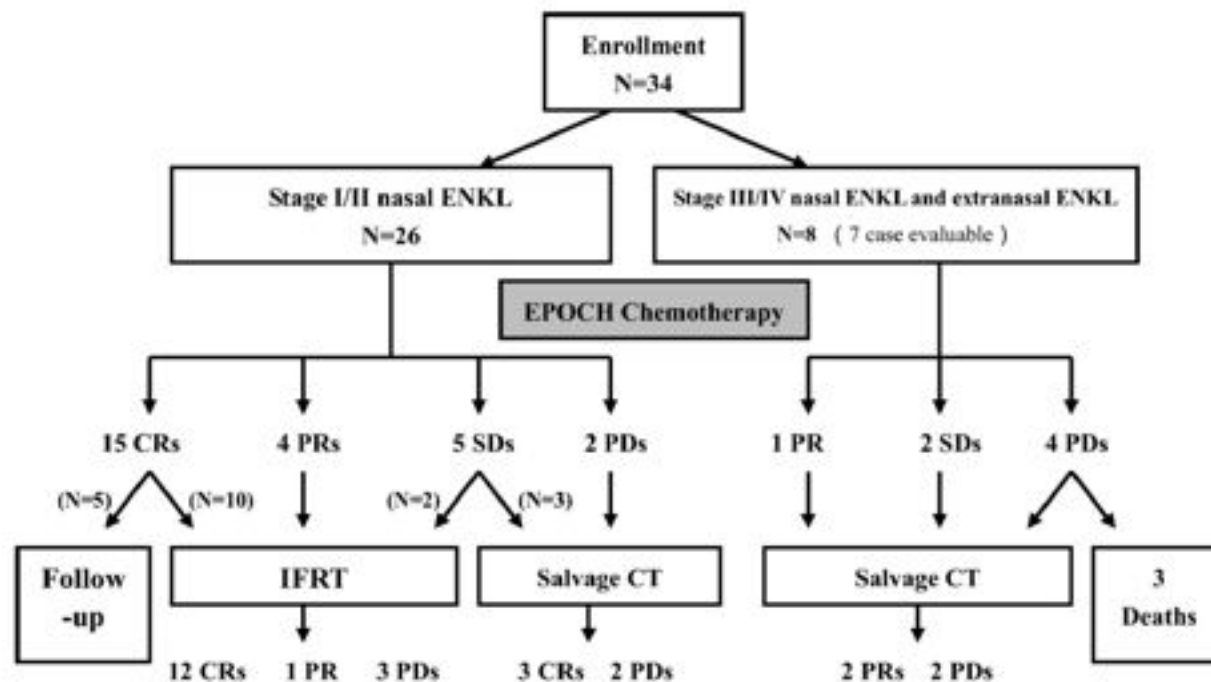 Enrollment
N=34
Stage I/II nasal ENKL
N=26
Stage III/IV nasal ENKL and extranasal ENKL
N=8 ( 7 case evaluable )
EPOCH Chemotherapy
15 CRs 4 PRs 5 SDs 2 PDs 1 PR 2 SDs 4 PDs
(N=5) (N=10) (N=2) (N=3)
Follow
-up
IFRT
Salvage CT
Salvage CT
3
Deaths
12 CRs 1 PR 3 PDs 3 CRs 2 PDs 2 PRs 2 PDs